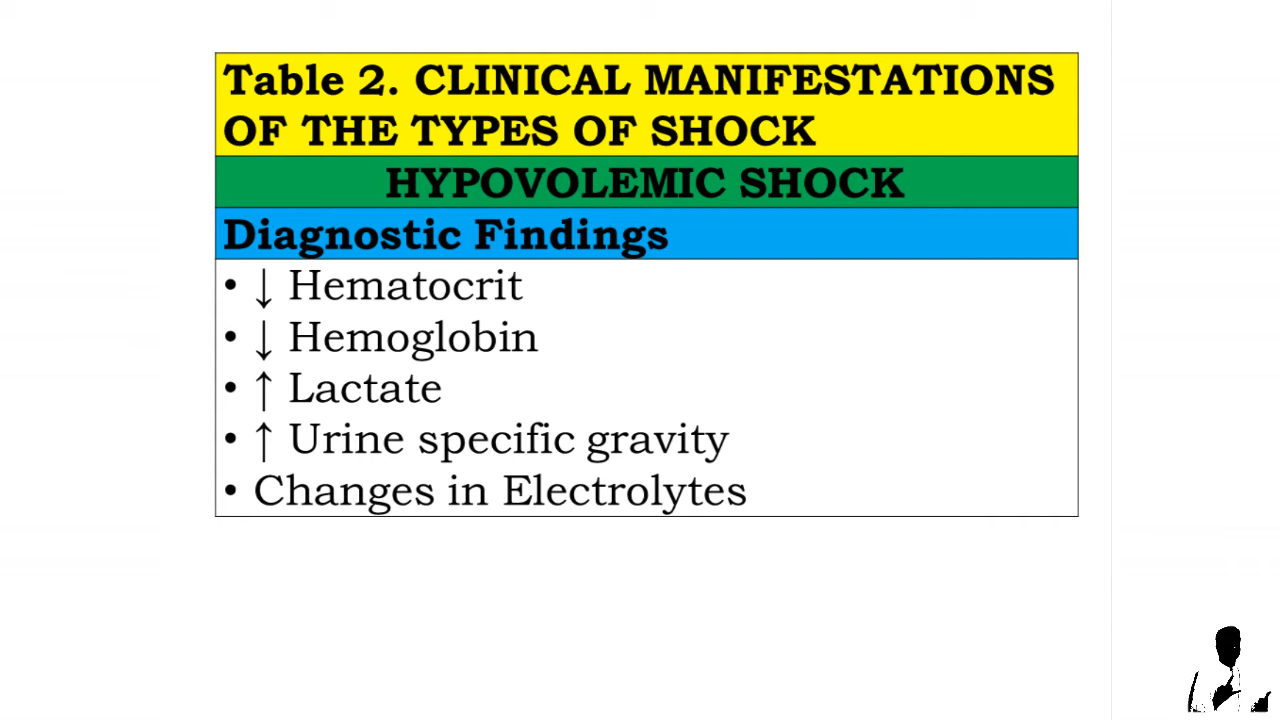 Table 2. CLINICAL MANIFESTATIONS
OF THE TYPES OF SHOCK
HYPOVOLEMIC SHOCK
Diagnostic Findings
• ↓ Hematocrit
• ↓ Hemoglobin
• ↑ Lactate
• ↑ Urine specific gravity
• Changes in Electrolytes